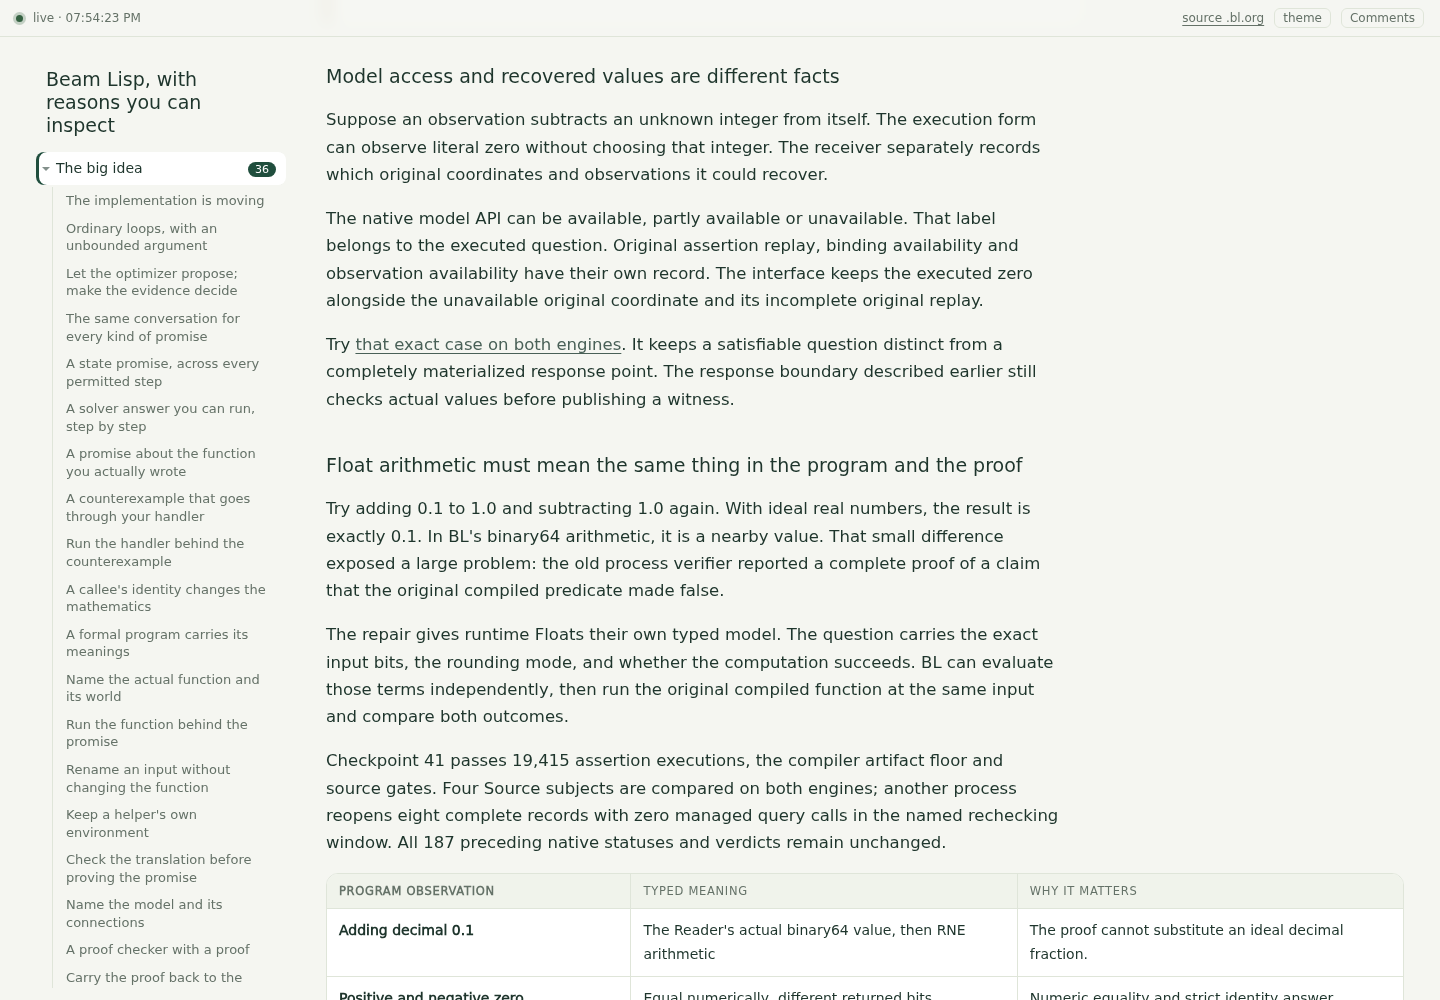 live · 07:54:23 PM
source .bl.org
theme
Comments
Beam Lisp, with
reasons you can
inspect
The big idea
36
The implementation is moving
Ordinary loops, with an
unbounded argument
Let the optimizer propose;
make the evidence decide
The same conversation for
every kind of promise
A state promise, across every
permitted step
A solver answer you can run,
step by step
A promise about the function
you actually wrote
A counterexample that goes
through your handler
Run the handler behind the
counterexample
A callee's identity changes the
mathematics
A formal program carries its
meanings
Name the actual function and
its world
Run the function behind the
promise
Rename an input without
changing the function
Keep a helper's own
environment
Check the translation before
proving the promise
Name the model and its
connections
A proof checker with a proof
Carry the proof back to the
Model access and recovered values are different facts
Suppose an observation subtracts an unknown integer from itself. The execution form
can observe literal zero without choosing that integer. The receiver separately records
which original coordinates and observations it could recover.
The native model API can be available, partly available or unavailable. That label
belongs to the executed question. Original assertion replay, binding availability and
observation availability have their own record. The interface keeps the executed zero
alongside the unavailable original coordinate and its incomplete original replay.
Try that exact case on both engines. It keeps a satisfiable question distinct from a
completely materialized response point. The response boundary described earlier still
checks actual values before publishing a witness.
Float arithmetic must mean the same thing in the program and the proof
Try adding 0.1 to 1.0 and subtracting 1.0 again. With ideal real numbers, the result is
exactly 0.1. In BL's binary64 arithmetic, it is a nearby value. That small difference
exposed a large problem: the old process verifier reported a complete proof of a claim
that the original compiled predicate made false.
The repair gives runtime Floats their own typed model. The question carries the exact
input bits, the rounding mode, and whether the computation succeeds. BL can evaluate
those terms independently, then run the original compiled function at the same input
and compare both outcomes.
Checkpoint 41 passes 19,415 assertion executions, the compiler artifact floor and
source gates. Four Source subjects are compared on both engines; another process
reopens eight complete records with zero managed query calls in the named rechecking
window. All 187 preceding native statuses and verdicts remain unchanged.
PROGRAM OBSERVATION
TYPED MEANING
WHY IT MATTERS
Adding decimal 0.1
The Reader's actual binary64 value, then RNE
arithmetic
The proof cannot substitute an ideal decimal
fraction.
Positive and negative zero
Equal numerically, different returned bits
Numeric equality and strict identity answer